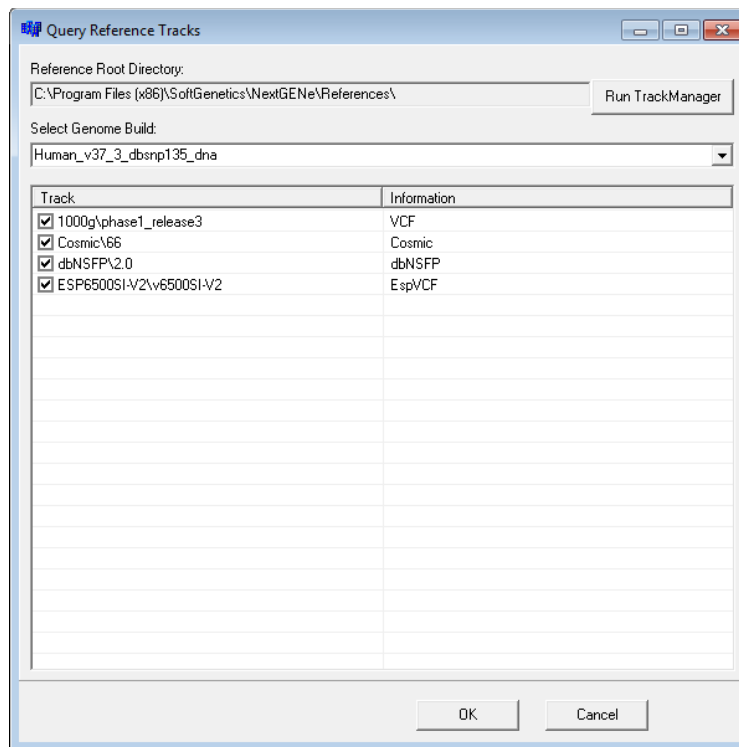 Query Reference Tracks
Reference Root Directory:
C:\Program Files (x86)\SoftGenetics\NextGENe\References\
Run TrackManager
Select Genome Build:
Human_v37_3_dbsnp135_dna
Track Information
1000g\phase1_release3 VCF
Cosmic\66 Cosmic
dbNSFP\2.0 dbNSFP
ESP6500SI-V2\v6500SI-V2 EspVCF
OK Cancel